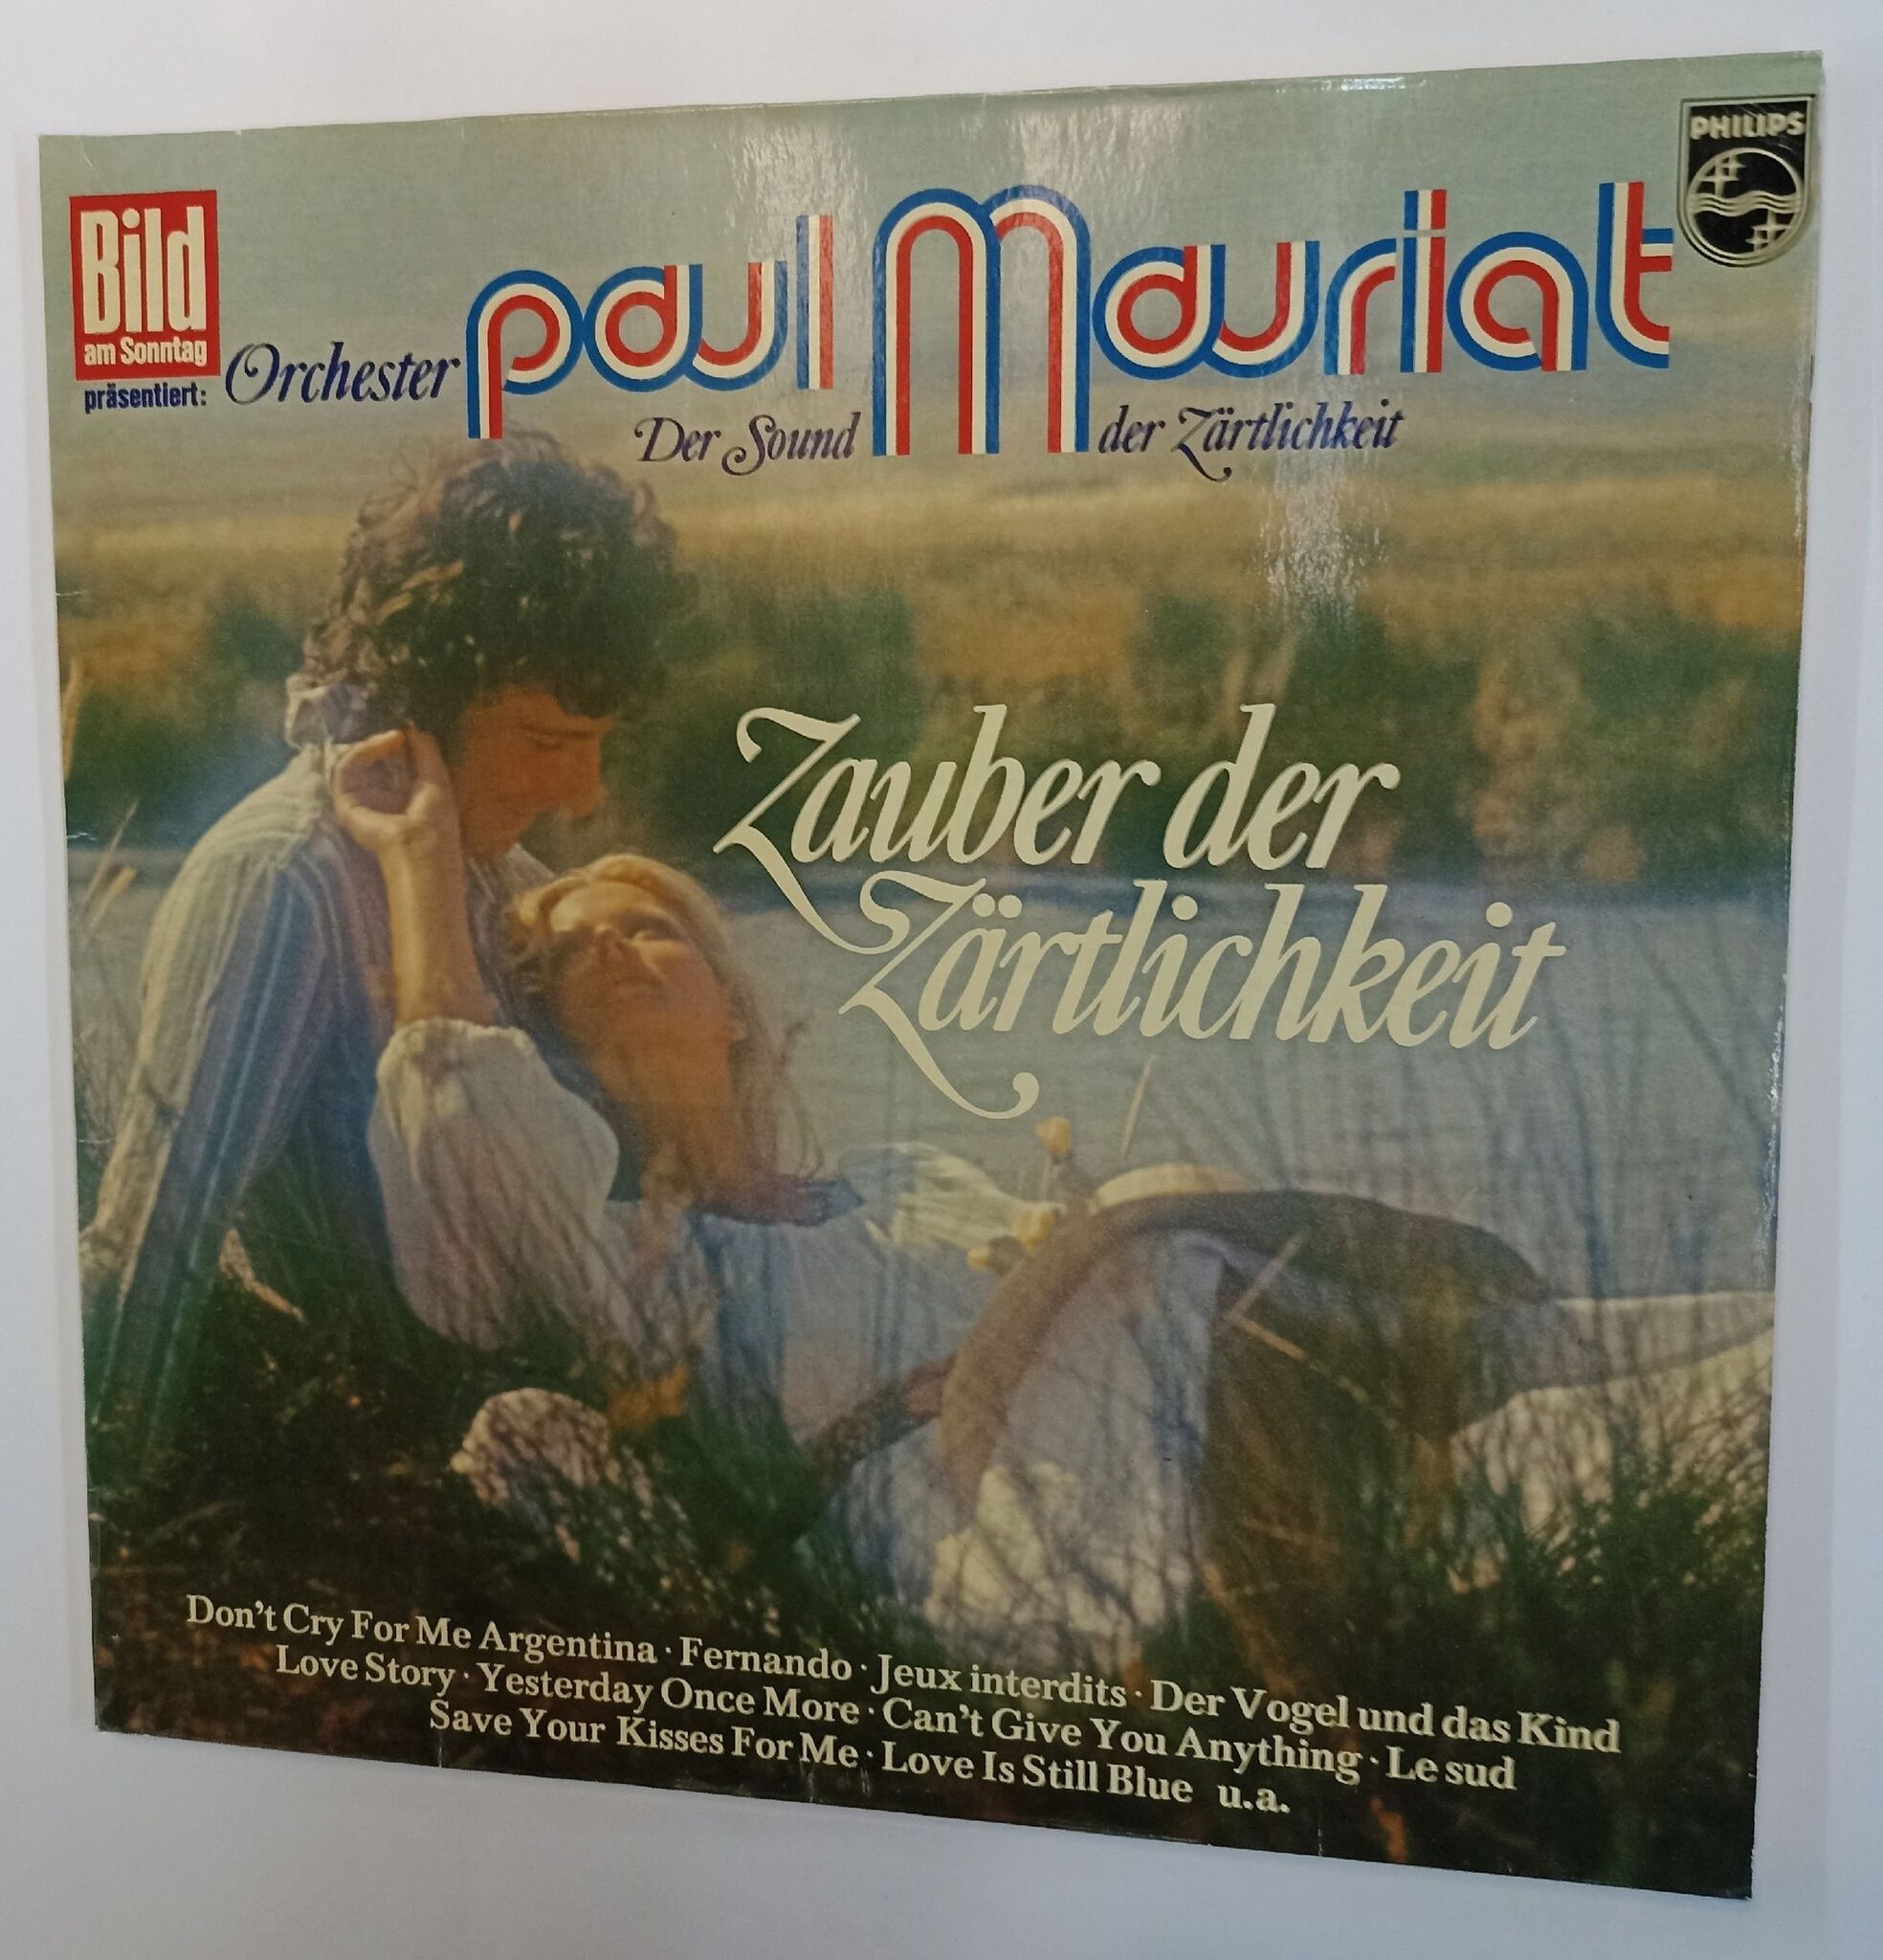 PHILIPS
Bild
am Sonntag
präsentiert:
Orchester paul Mauriat
Der Sound der Zärtlichkeit
Zauber der
Zärtlichkeit
Don't Cry For Me Argentina · Fernando · Jeux interdits · Der Vogel und das Kind
Love Story · Yesterday Once More · Can't Give You Anything · Le sud
Save Your Kisses For Me · Love Is Still Blue u.a.